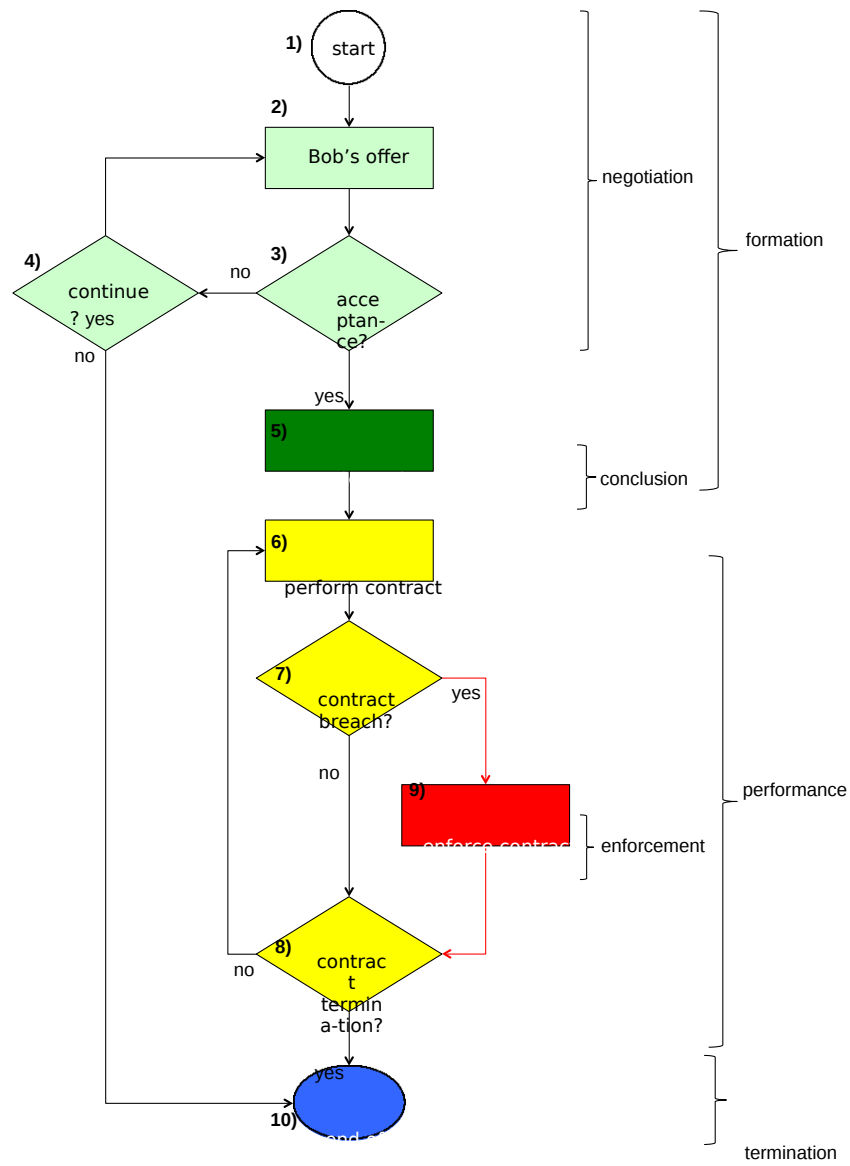 1)
start
2)
Bob's offer
negotiation
formation
3)
4)
no
continue
? yes
acce
ptan-
ce?
no
yes
5)
conclusion
6)
perform contract
7)
contract
breach?
yes
no
9)
performance
enforcement
8)
no
contrac
t
termin
a-tion?
yes
10)
termination